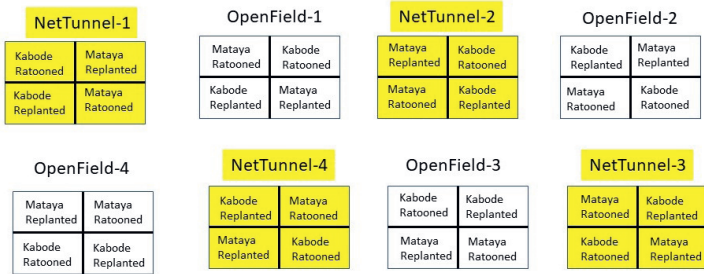 NetTunnel-1
OpenField-1
NetTunnel-2
OpenField-2
Kabode Ratooned
Mataya Replanted
Kabode Replanted
Mataya Ratooned
Mataya Ratooned
Kabode Ratooned
Kabode Replanted
Mataya Replanted
Mataya Replanted
Kabode Ratooned
Mataya Ratooned
Kabode Replanted
Kabode Replanted
Mataya Replanted
Mataya Ratooned
Kabode Ratooned
OpenField-4
NetTunnel-4
OpenField-3
NetTunnel-3
Mataya Replanted
Mataya Ratooned
Kabode Ratooned
Kabode Replanted
Kabode Replanted
Mataya Ratooned
Mataya Replanted
Kabode Ratooned
Kabode Ratooned
Kabode Replanted
Mataya Replanted
Mataya Ratooned
Mataya Ratooned
Kabode Replanted
Kabode Ratooned
Mataya Replanted